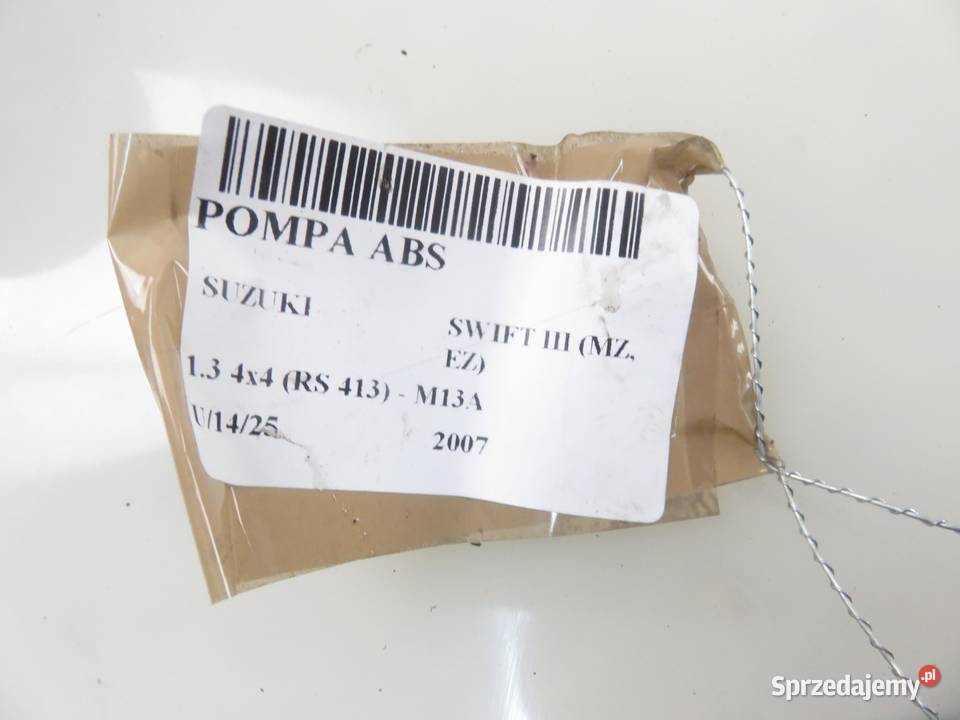 POMPA ABS
SUZUKI
SWIFT III (MZ,
EZ)
1.3 4x4 (RS 413) - M13A
U/14/25
2007
Sprzedajemy.pl